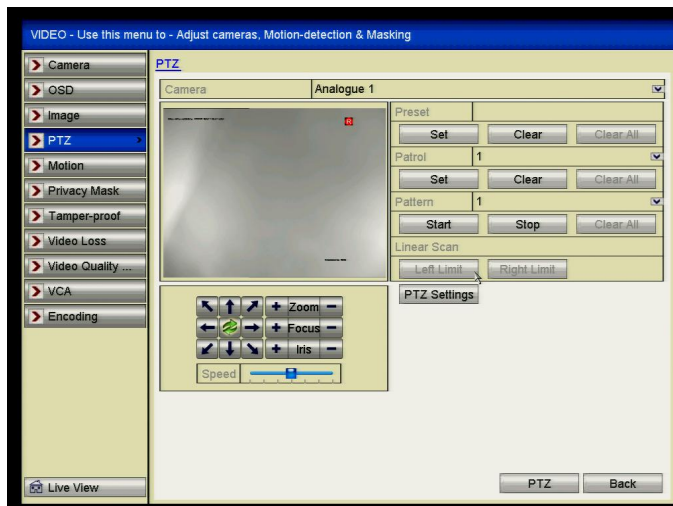 VIDEO - Use this menu to - Adjust cameras, Motion-detection & Masking
Camera
OSD
Image
PTZ
Motion
Privacy Mask
Tamper-proof
Video Loss
Video Quality ...
VCA
Encoding
Live View
PTZ
Camera Analogue 1
R
Preset
Set Clear Clear All
Patrol 1
Set Clear Clear All
Pattern 1
Start Stop Clear All
Linear Scan
Left Limit Right Limit
PTZ Settings
+ Zoom −
+ Focus −
+ Iris −
Speed
PTZ Back